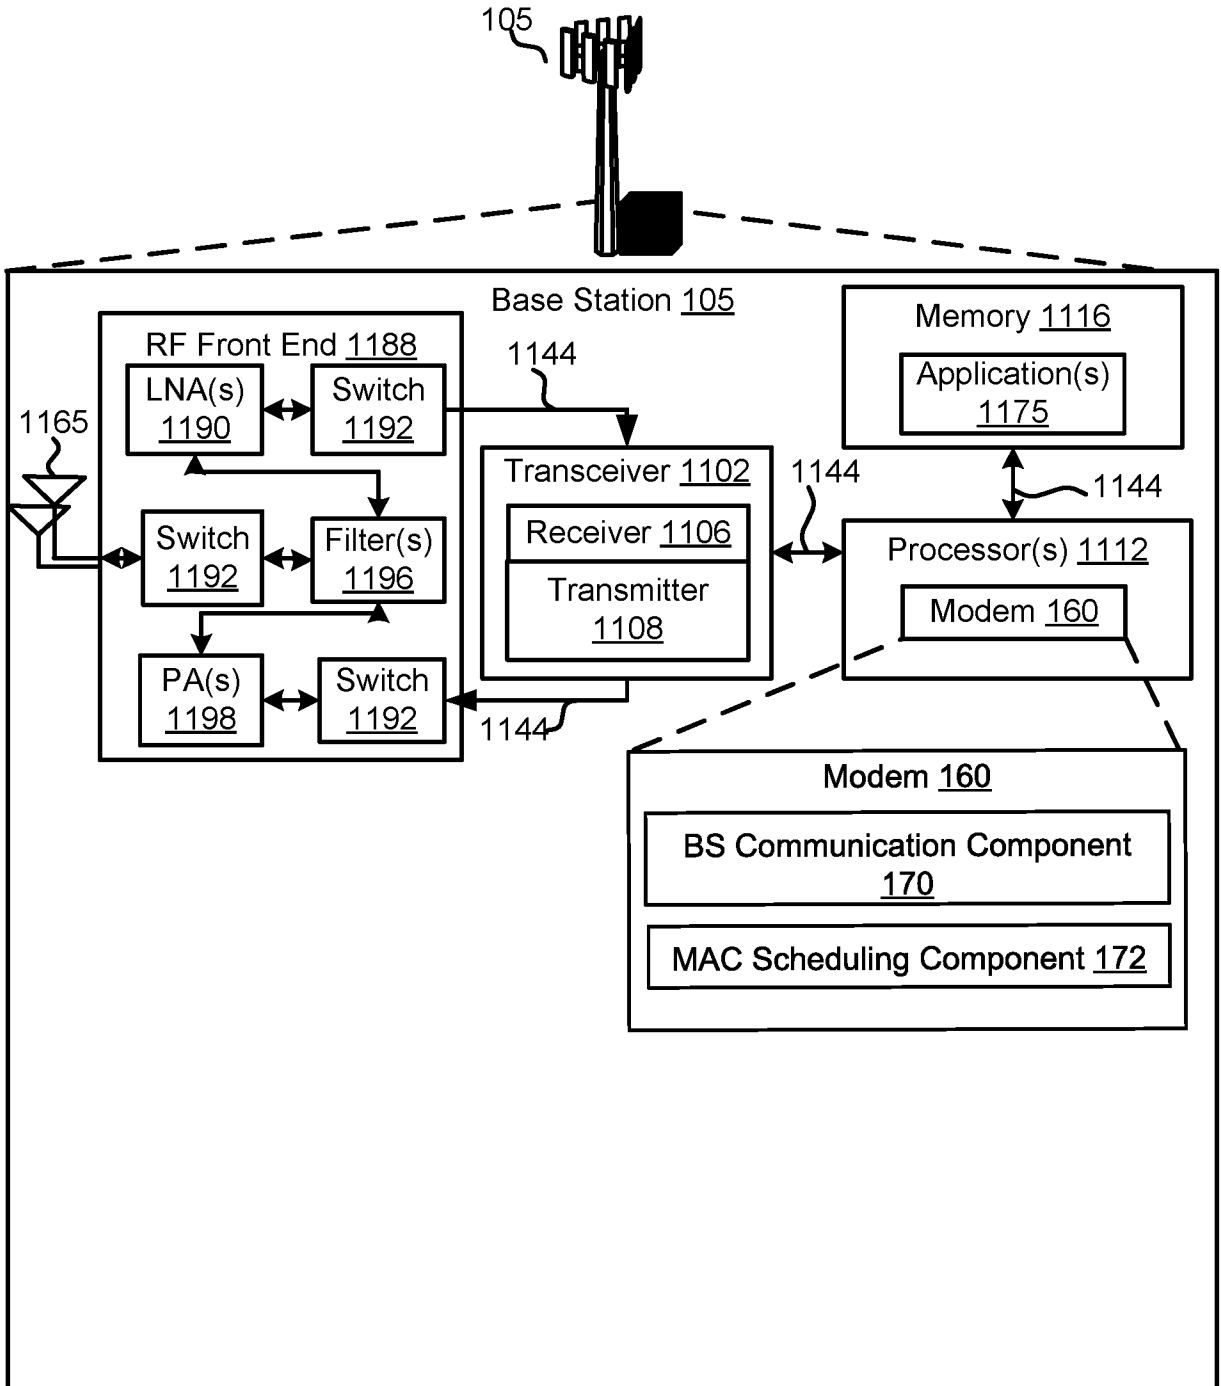 105
Base Station 105
RF Front End 1188
LNA(s)
1190
Switch
1192
1144
1165
Switch
1192
Filter(s)
1196
PA(s)
1198
Switch
1192
1144
Transceiver 1102
Receiver 1106
Transmitter
1108
1144
Memory 1116
Application(s)
1175
1144
Processor(s) 1112
Modem 160
Modem 160
BS Communication Component
170
MAC Scheduling Component 172